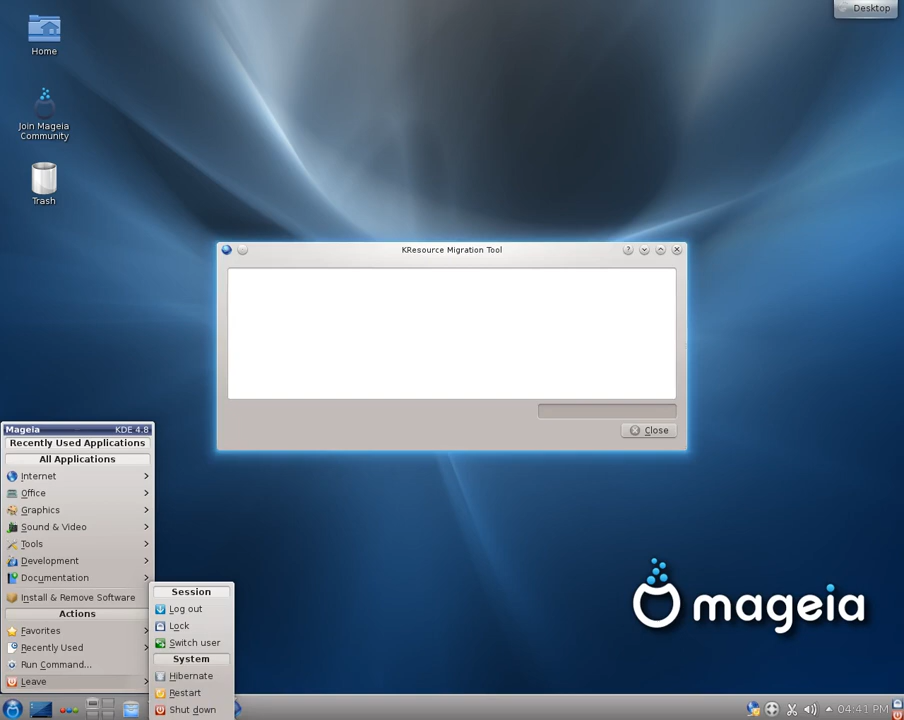 Desktop
Home
Join Mageia
Community
Trash
KResource Migration Tool
Close
Mageia KDE 4.8
Recently Used Applications
All Applications
Internet
Office
Graphics
Sound & Video
Tools
Development
Documentation
Install & Remove Software
Actions
Favorites
Recently Used
Run Command...
Leave
Session
Log out
Lock
Switch user
System
Hibernate
Restart
Shut down
mageia
04:41 PM